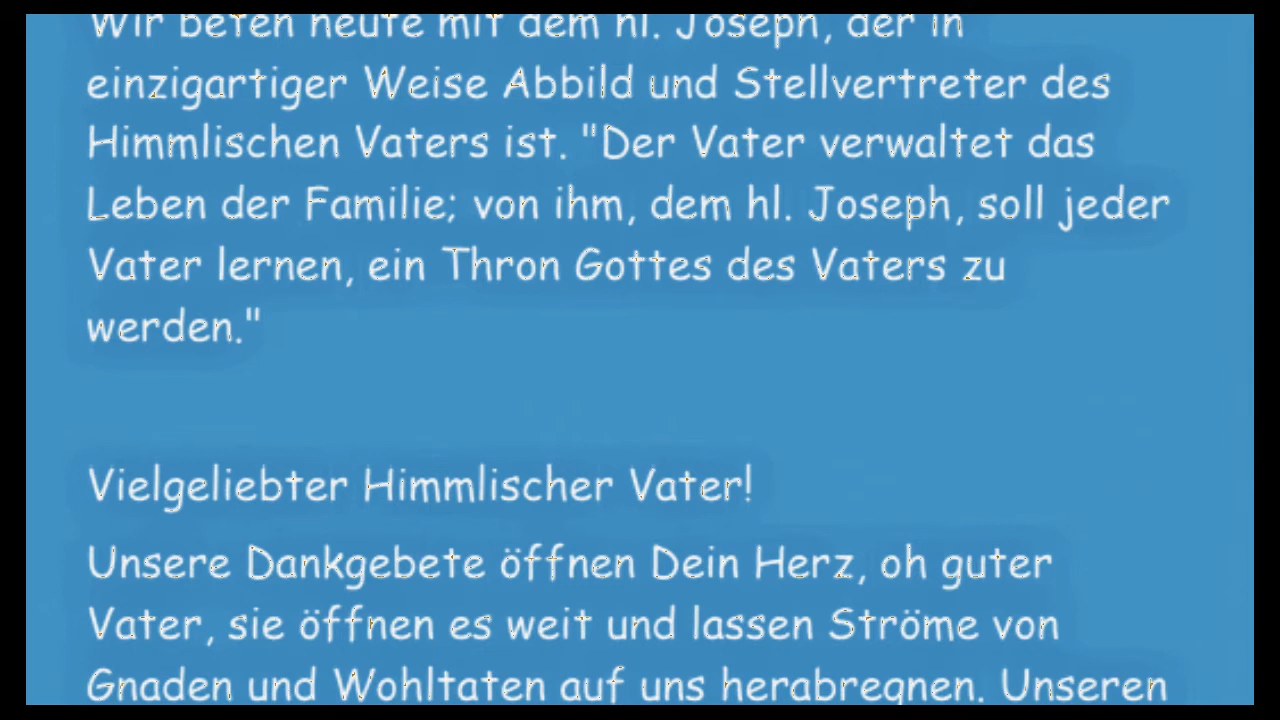 Wir beten heute mit dem hl. Joseph, der in
einzigartiger Weise Abbild und Stellvertreter des
Himmlischen Vaters ist. "Der Vater verwaltet das
Leben der Familie; von ihm, dem hl. Joseph, soll jeder
Vater lernen, ein Thron Gottes des Vaters zu
werden."
Vielgeliebter Himmlischer Vater!
Unsere Dankgebete öffnen Dein Herz, oh guter
Vater, sie öffnen es weit und lassen Ströme von
Gnaden und Wohltaten auf uns herabregnen. Unseren